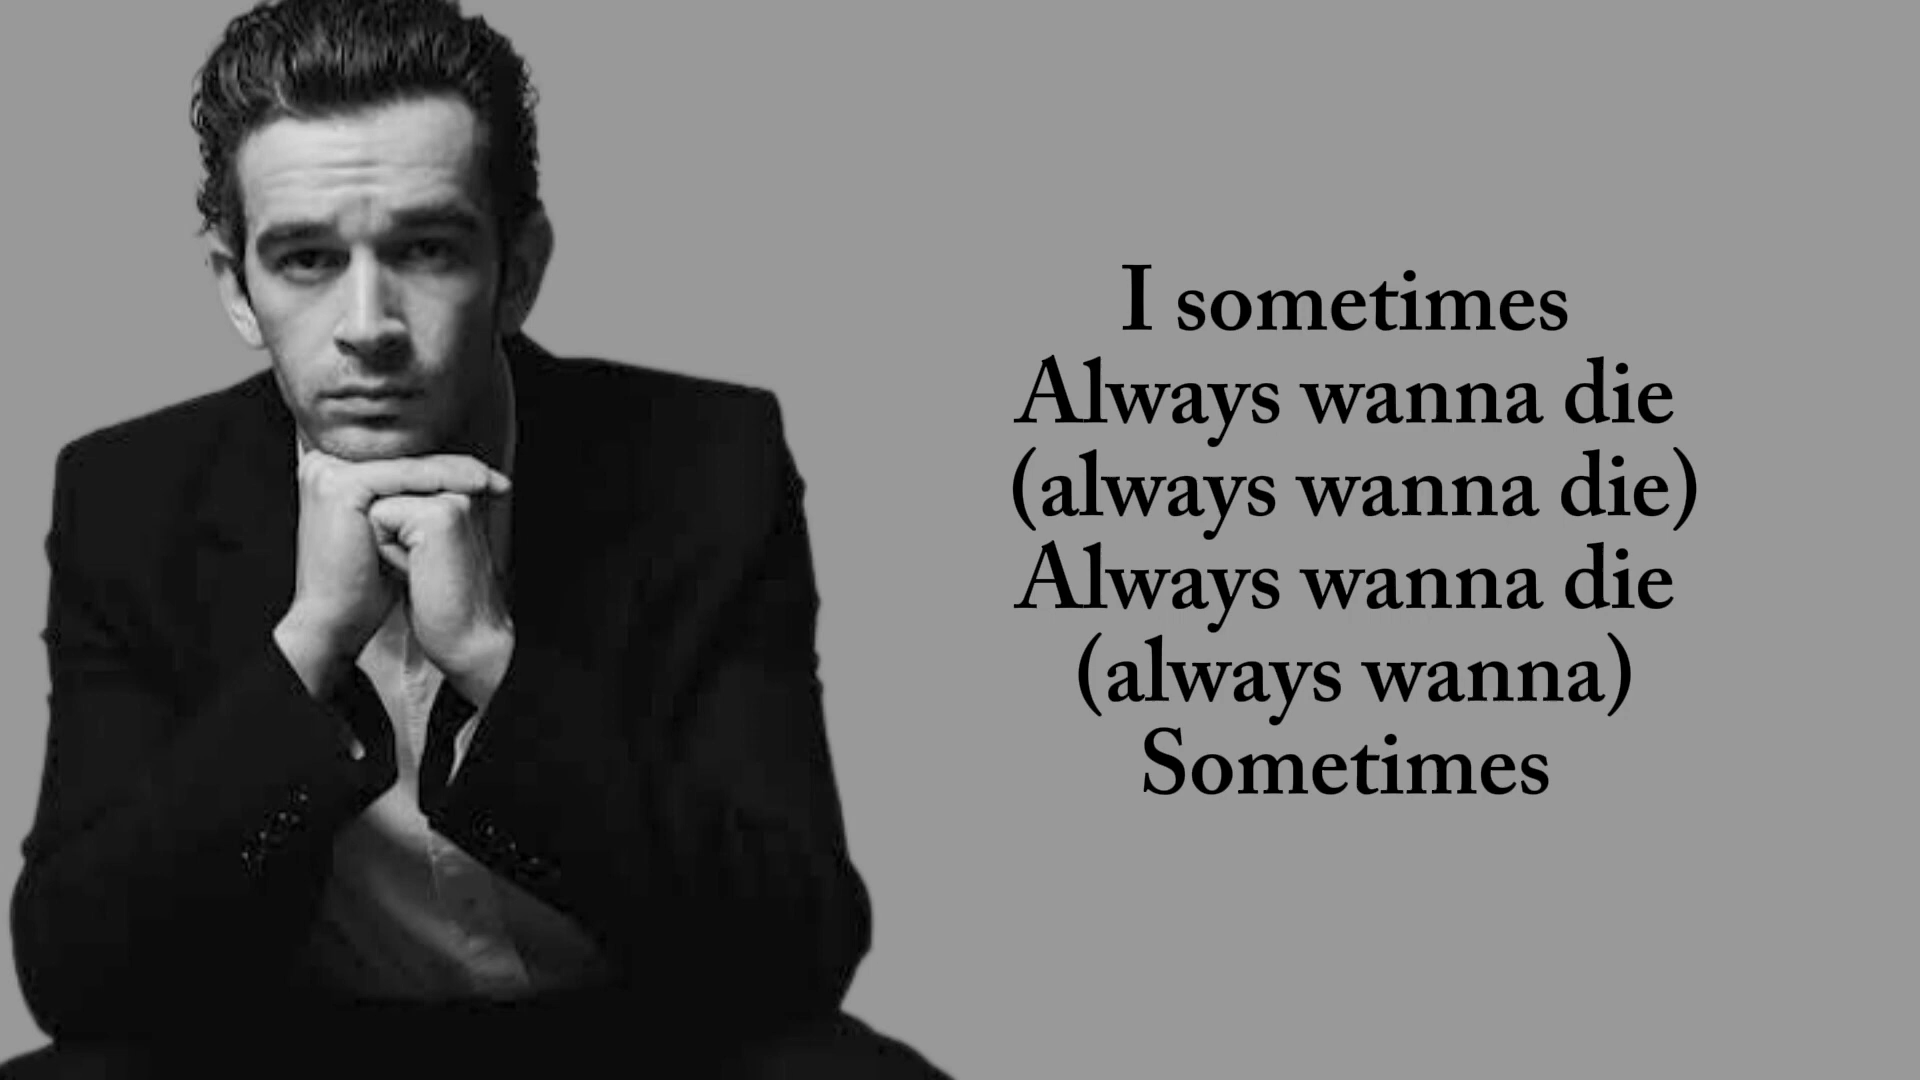 I sometimes
Always wanna die
(always wanna die)
Always wanna die
(always wanna)
Sometimes